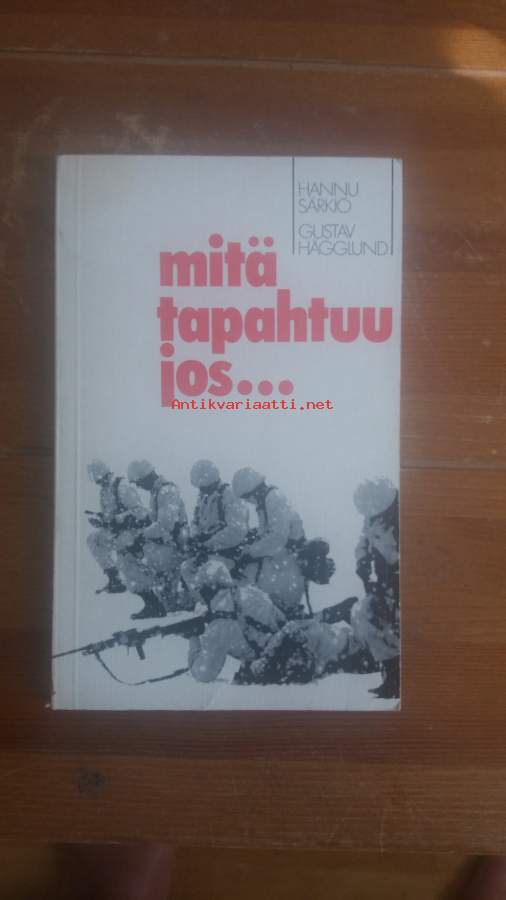 HANNU
SÄRKIÖ
GUSTAV
HÄGGLUND
mitä
tapahtuu
jos...
Antikvariaatti.net